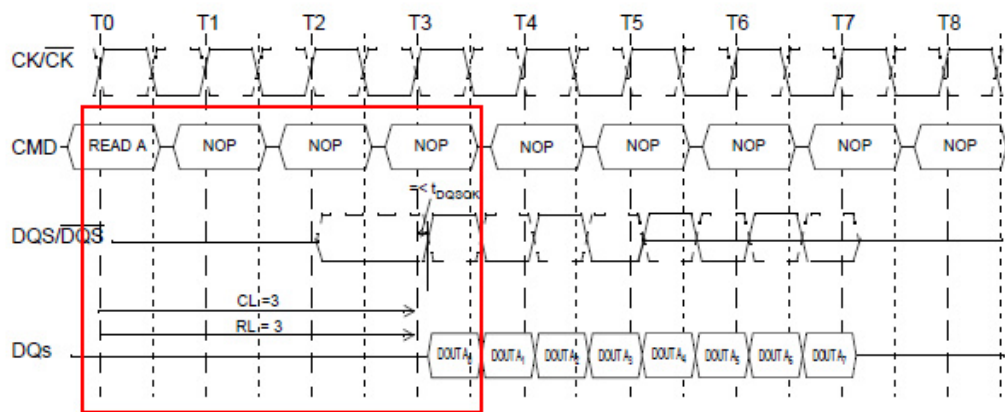 T0 T1 T2 T3 T4 T5 T6 T7 T8
CK/CK
CMD READ A NOP NOP NOP NOP NOP NOP NOP NOP
=< tDQSQK
DQS/DQS
CL =3
RL = 3
DQs DOUT A0 DOUT A1 DOUT A2 DOUT A3 DOUT A4 DOUT A5 DOUT A6 DOUT A7